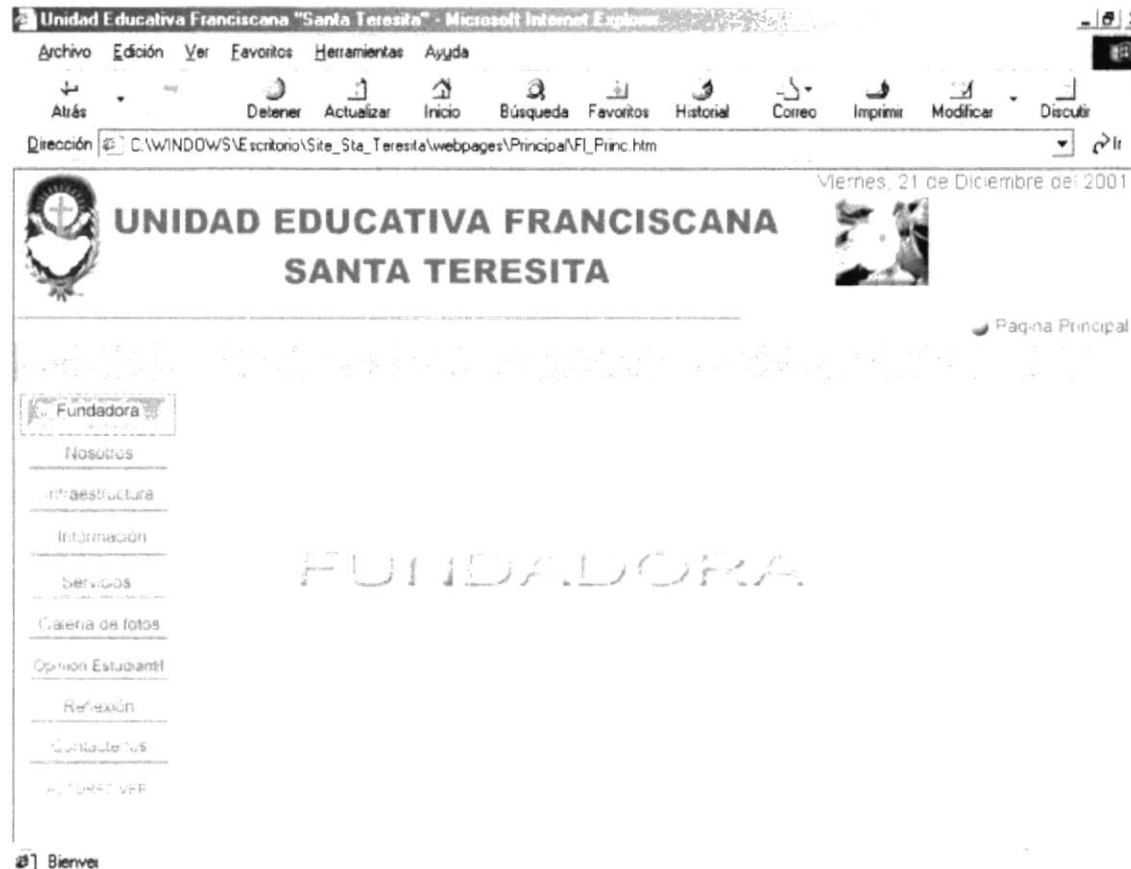 Unidad Educativa Franciscana "Santa Teresita" - Microsoft Internet Explorer
Archivo Edición Ver Favoritos Herramientas Ayuda
Atrás Detener Actualizar Inicio Búsqueda Favoritos Historial Correo Imprimir Modificar Discutir
Dirección C:\WINDOWS\Escritorio\Site_Sta_Teresita\webpages\Principal\Fl_Princ.htm Ir
Viernes, 21 de Diciembre del 2001
UNIDAD EDUCATIVA FRANCISCANA
SANTA TERESITA
Pagina Principal
Fundadora
Nosotros
Infraestructura
Información
Servicios
Galeria de fotos
Opinion Estudiantil
Reflexión
Contactenos
FUNDADORA
Bienve